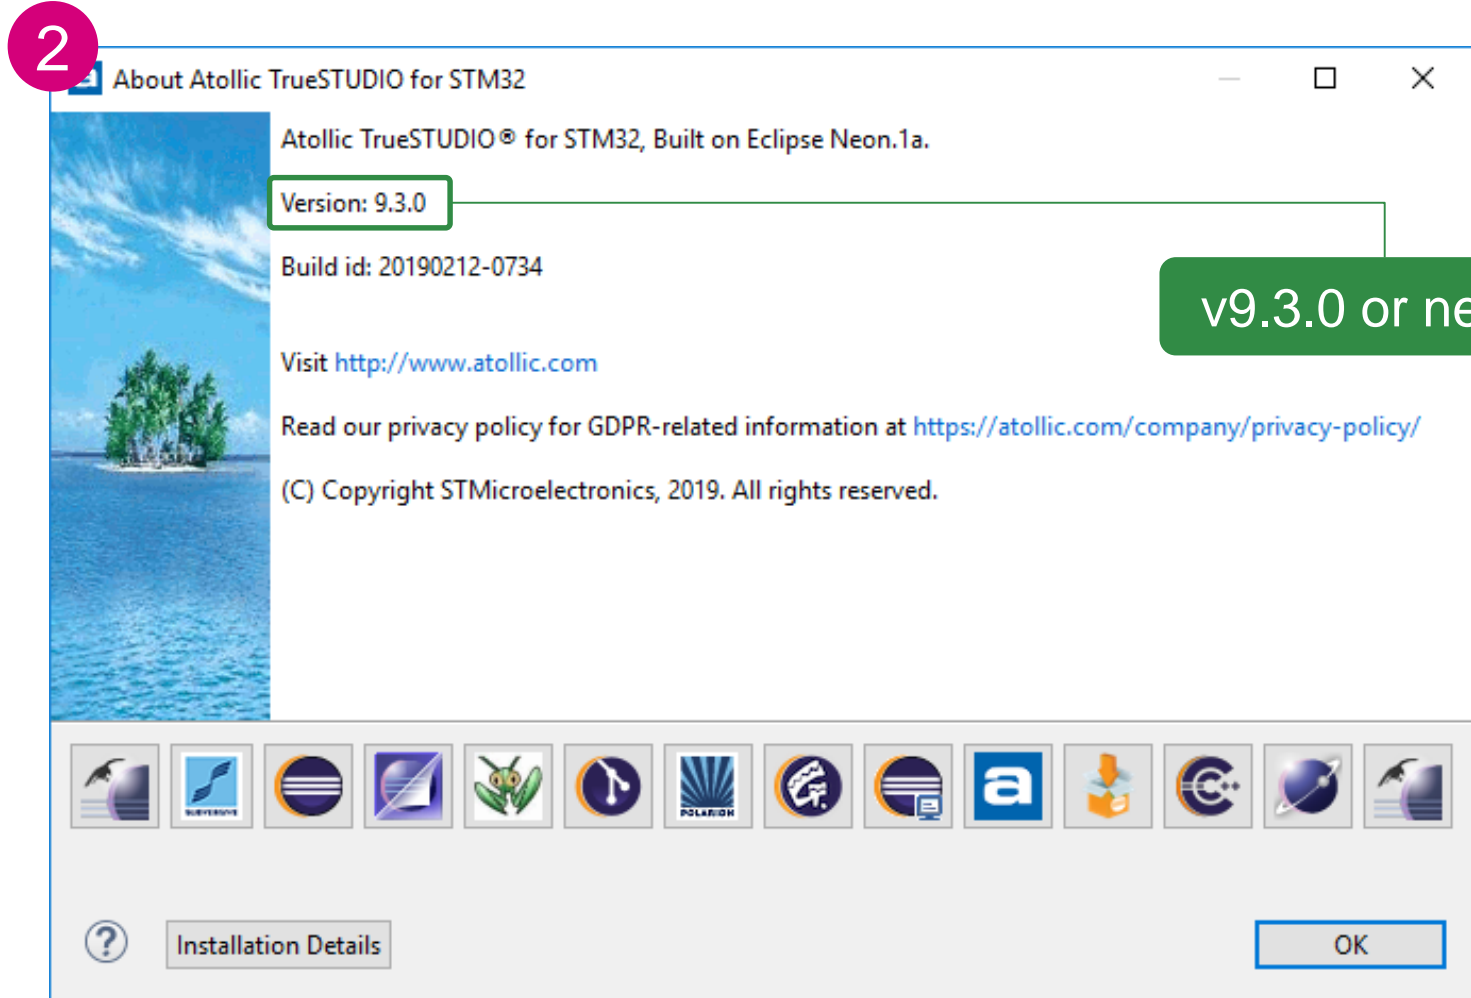 2
About Atollic TrueSTUDIO for STM32
Atollic TrueSTUDIO® for STM32, Built on Eclipse Neon.1a.
Version: 9.3.0
Build id: 20190212-0734
v9.3.0 or ne
Visit http://www.atollic.com
Read our privacy policy for GDPR-related information at https://atollic.com/company/privacy-policy/
(C) Copyright STMicroelectronics, 2019. All rights reserved.
SUBVERSIVE
POLARION
a
C++
? Installation Details
OK